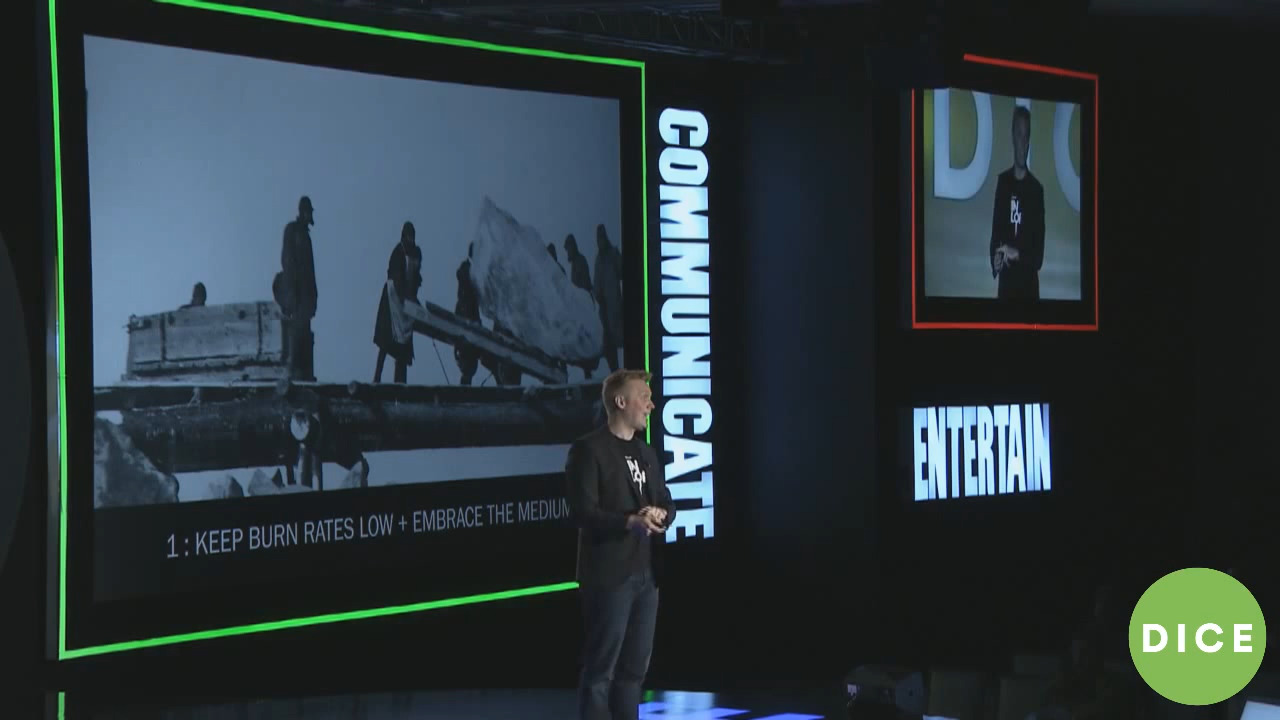 1: KEEP BURN RATES LOW + EMBRACE THE MEDIUM
COMMUNICATE
ENTERTAIN
DICE